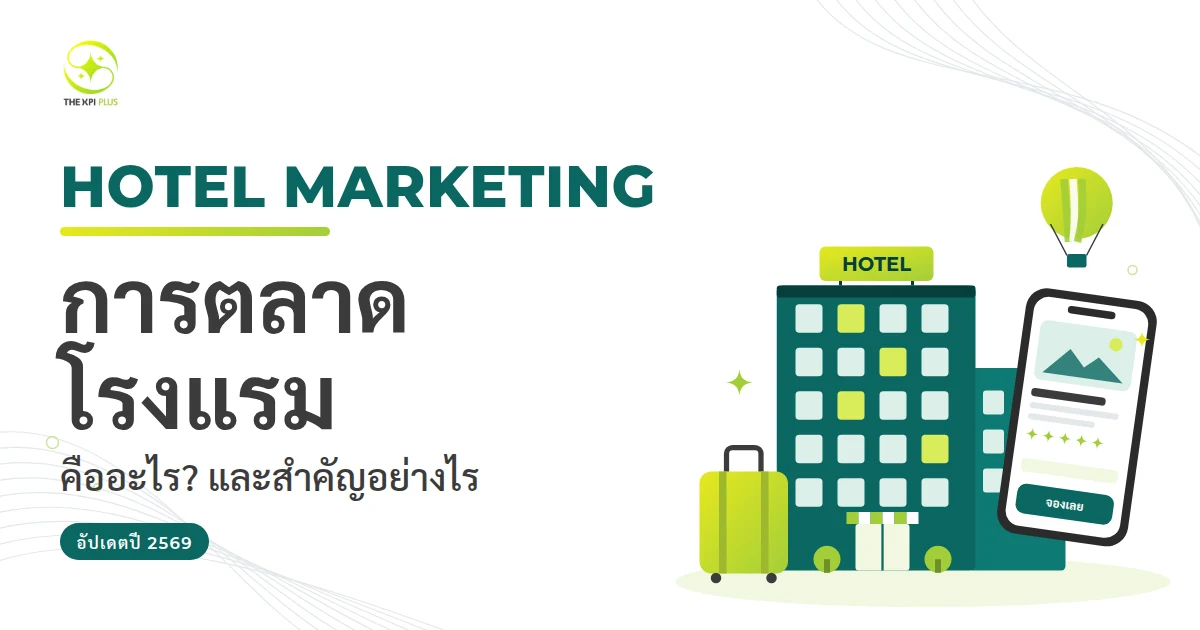 THE XPI PLUS
HOTEL MARKETING
การตลาด
โรงแรม
คืออะไร? และสำคัญอย่างไร
อัปเดตปี 2569
HOTEL
จองเลย